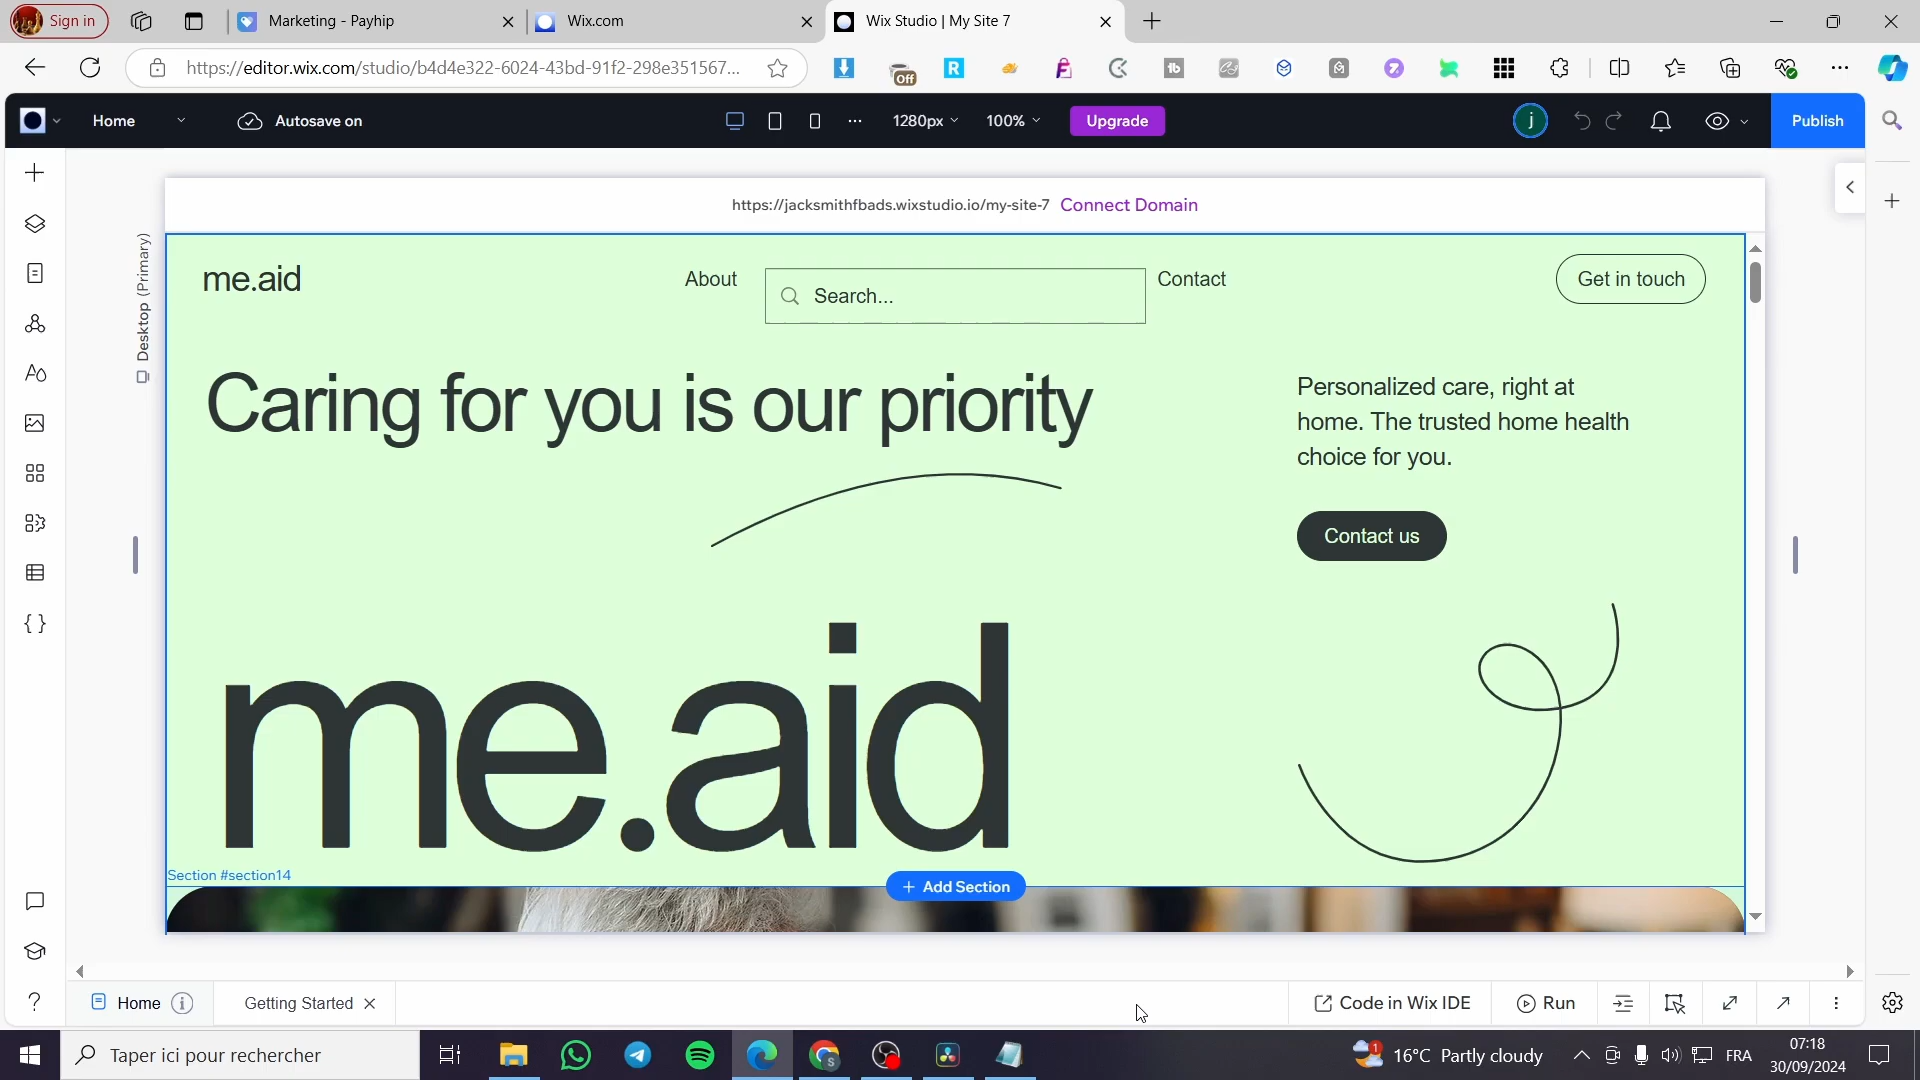 Sign in
Marketing - Payhip
Wix.com
Wix Studio | My Site 7
https://editor.wix.com/studio/b4d4e322-6024-43bd-91f2-298e351567...
Off
Home
Autosave on
1280px
100%
Upgrade
j
Publish
https://jacksmithfbads.wixstudio.io/my-site-7 Connect Domain
Desktop (Primary)
me.aid
About
Search...
Contact
Get in touch
Caring for you is our priority
Personalized care, right at
home. The trusted home health
choice for you.
Contact us
me.aid
Section #section14
+ Add Section
Home
Getting Started
Code in Wix IDE
Run
Taper ici pour rechercher
16°C Partly cloudy
FRA
07:18
30/09/2024